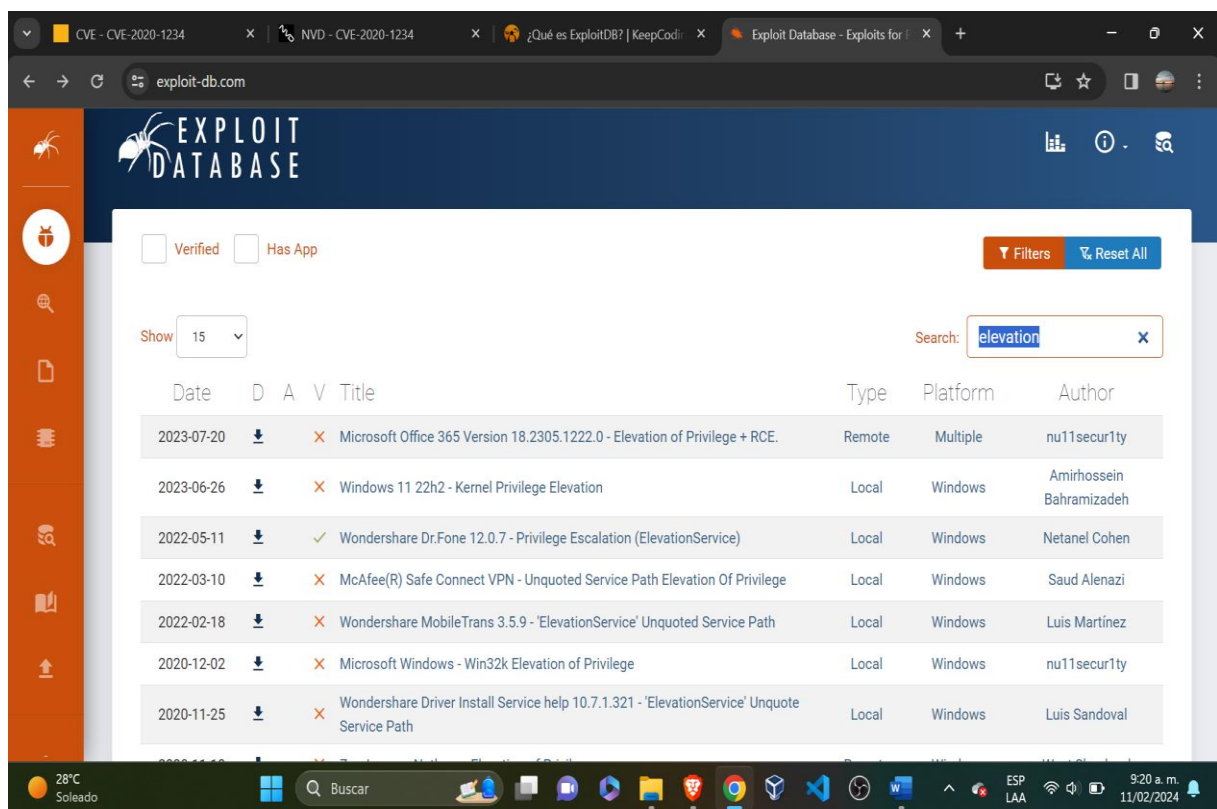 CVE - CVE-2020-1234
NVD - CVE-2020-1234
¿Qué es ExploitDB? | KeepCodin
Exploit Database - Exploits for
exploit-db.com
EXPLOIT
DATABASE
Verified Has App
Filters Reset All
Show 15
Search: elevation
Date D A V Title Type Platform Author
2023-07-20 Microsoft Office 365 Version 18.2305.1222.0 - Elevation of Privilege + RCE. Remote Multiple nu11secur1ty
2023-06-26 Windows 11 22h2 - Kernel Privilege Elevation Local Windows Amirhossein
Bahramizadeh
2022-05-11 Wondershare Dr.Fone 12.0.7 - Privilege Escalation (ElevationService) Local Windows Netanel Cohen
2022-03-10 McAfee(R) Safe Connect VPN - Unquoted Service Path Elevation Of Privilege Local Windows Saud Alenazi
2022-02-18 Wondershare MobileTrans 3.5.9 - 'ElevationService' Unquoted Service Path Local Windows Luis Martínez
2020-12-02 Microsoft Windows - Win32k Elevation of Privilege Local Windows nu11secur1ty
2020-11-25 Wondershare Driver Install Service help 10.7.1.321 - 'ElevationService' Unquote
Service Path Local Windows Luis Sandoval
28°C
Soleado
Buscar
ESP
LAA
9:20 a. m.
11/02/2024